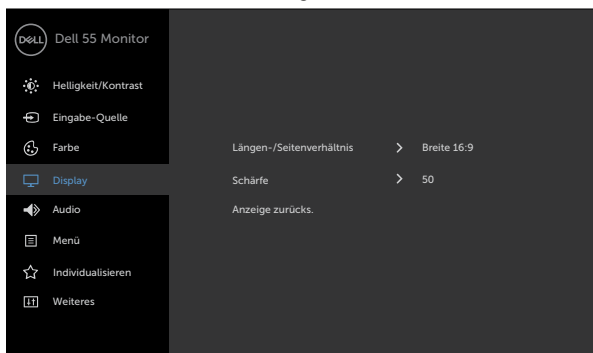 DELL Dell 55 Monitor
Helligkeit/Kontrast
Eingabe-Quelle
Farbe Längen-/Seitenverhältnis Breite 16:9
Display Schärfe 50
Audio Anzeige zurücks.
Menü
Individualisieren
Weiteres